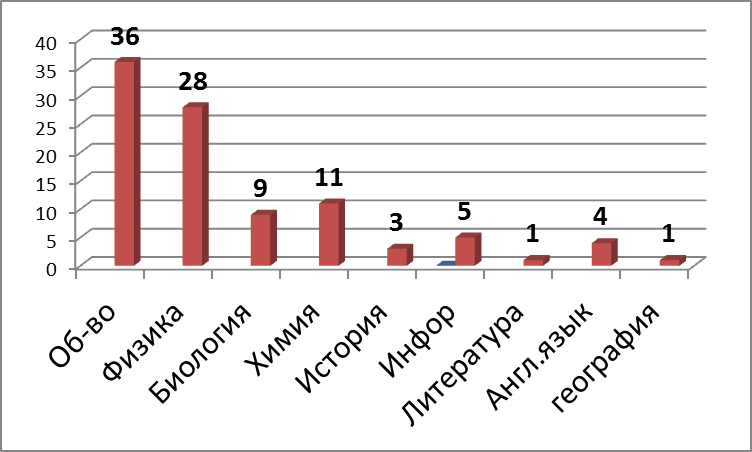 40
35
30
25
20
15
10
5
0
36
28
9
11
3
5
1
4
1
Об-во
Физика
Биология
Химия
История
Инфор
Литература
Англ.язык
география